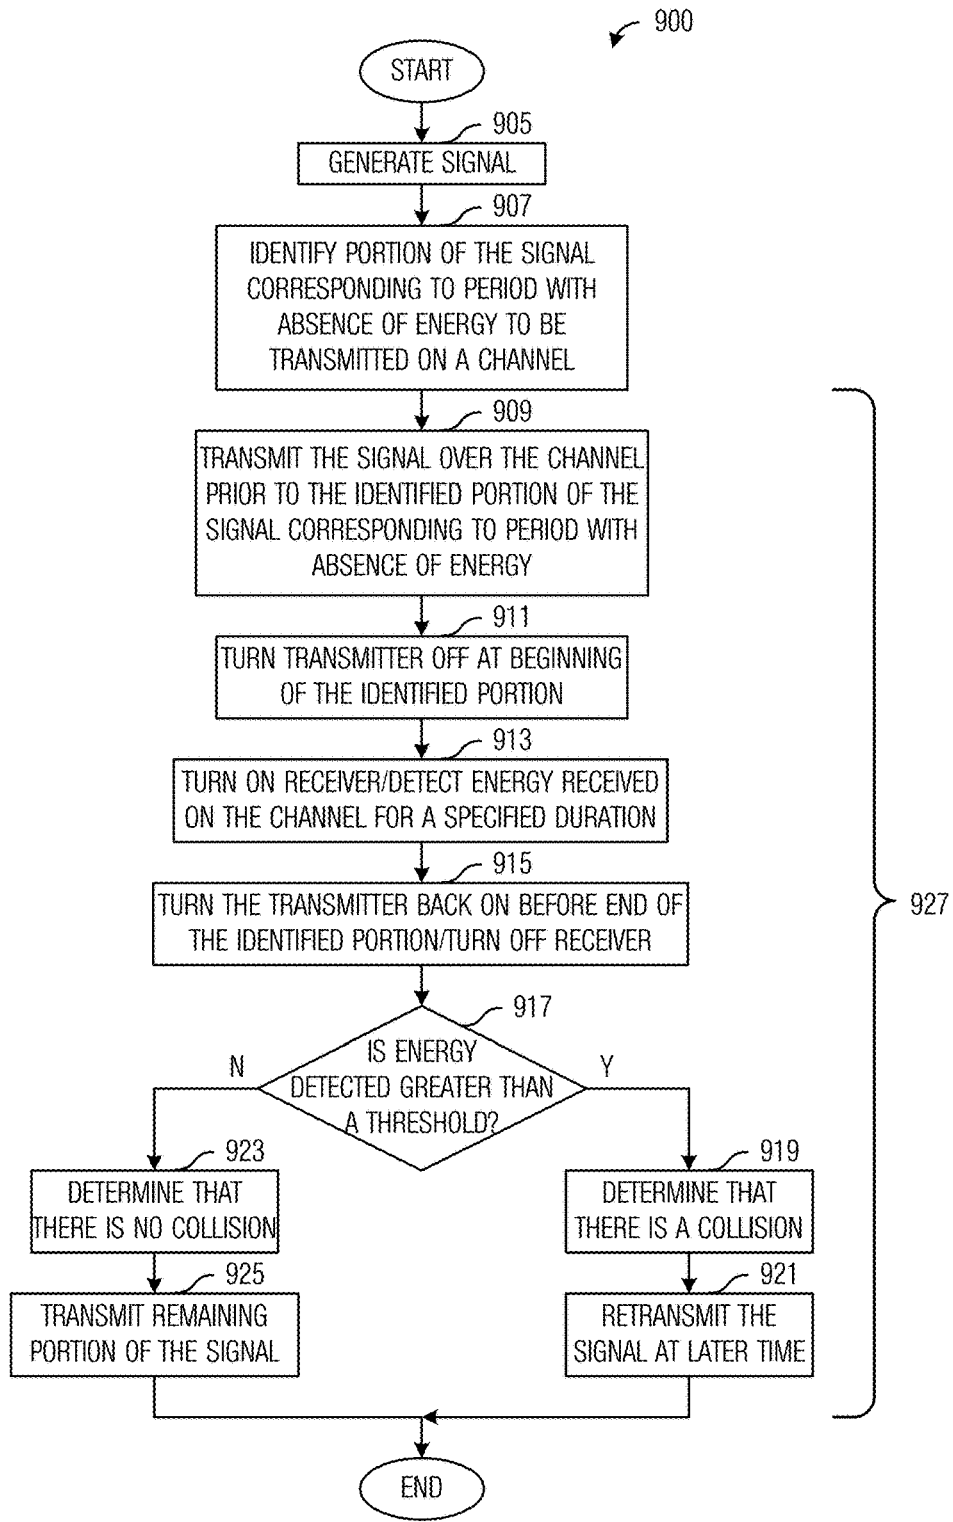 900
START
905
GENERATE SIGNAL
907
IDENTIFY PORTION OF THE SIGNAL
CORRESPONDING TO PERIOD WITH
ABSENCE OF ENERGY TO BE
TRANSMITTED ON A CHANNEL
909
TRANSMIT THE SIGNAL OVER THE CHANNEL
PRIOR TO THE IDENTIFIED PORTION OF THE
SIGNAL CORRESPONDING TO PERIOD WITH
ABSENCE OF ENERGY
911
TURN TRANSMITTER OFF AT BEGINNING
OF THE IDENTIFIED PORTION
913
TURN ON RECEIVER/DETECT ENERGY RECEIVED
ON THE CHANNEL FOR A SPECIFIED DURATION
915
TURN THE TRANSMITTER BACK ON BEFORE END OF
THE IDENTIFIED PORTION/TURN OFF RECEIVER
927
917
IS ENERGY
DETECTED GREATER THAN
A THRESHOLD?
N
Y
923
DETERMINE THAT
THERE IS NO COLLISION
925
TRANSMIT REMAINING
PORTION OF THE SIGNAL
919
DETERMINE THAT
THERE IS A COLLISION
921
RETRANSMIT THE
SIGNAL AT LATER TIME
END